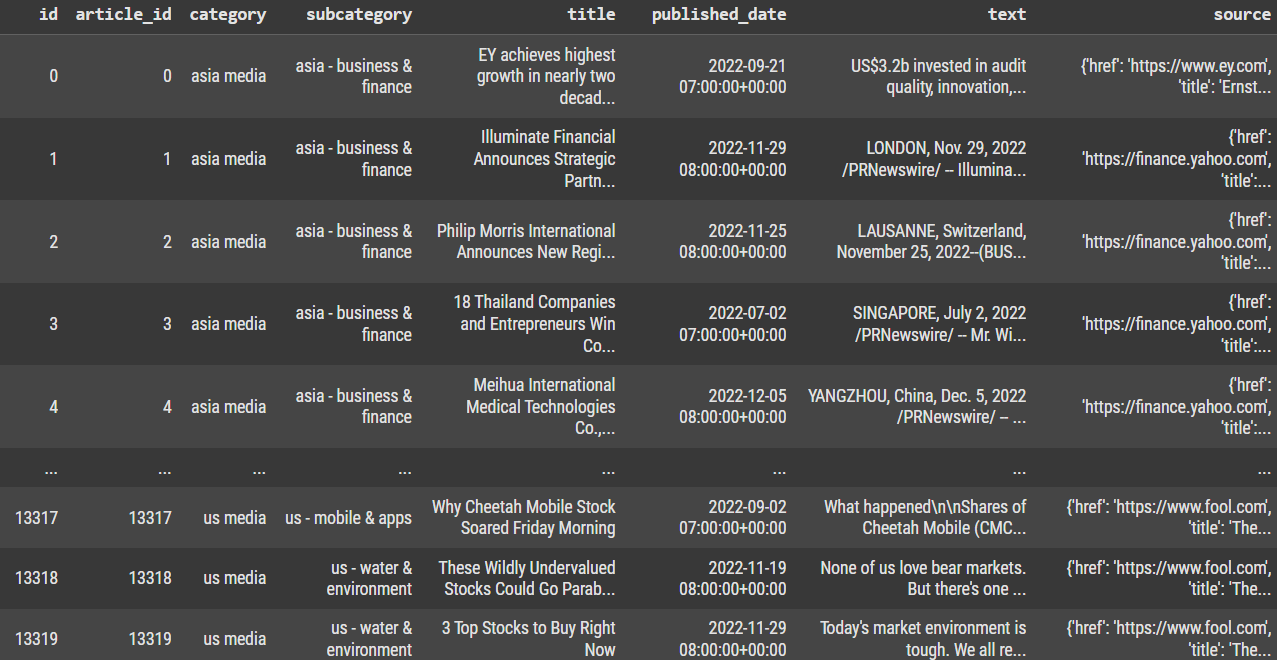 id article_id category subcategory title published_date text source
EY achieves highest
asia - business & 2022-09-21 US$3.2b invested in audit {'href': 'https://www.ey.com',
0 0 asia media growth in nearly two
finance 07:00:00+00:00 quality, innovation,... 'title': 'Ernst...
decad...
Illuminate Financial {'href':
asia - business & 2022-11-29 LONDON, Nov. 29, 2022
1 1 asia media Announces Strategic 'https://finance.yahoo.com',
finance 08:00:00+00:00 /PRNewswire/ -- Illumina...
Partn... 'title':...
{'href':
asia - business & Philip Morris International 2022-11-25 LAUSANNE, Switzerland,
2 2 asia media 'https://finance.yahoo.com',
finance Announces New Regi... 08:00:00+00:00 November 25, 2022--(BUS...
'title':...
18 Thailand Companies {'href':
asia - business & 2022-07-02 SINGAPORE, July 2, 2022
3 3 asia media and Entrepreneurs Win 'https://finance.yahoo.com',
finance 07:00:00+00:00 /PRNewswire/ -- Mr. Wi...
Co... 'title':...
Meihua International {'href':
asia - business & 2022-12-05 YANGZHOU, China, Dec. 5, 2022
4 4 asia media Medical Technologies 'https://finance.yahoo.com',
finance 08:00:00+00:00 /PRNewswire/ -- ...
Co.,... 'title':...
... ... ... ... ... ... ... ...
Why Cheetah Mobile Stock 2022-09-02 What happened\n\nShares of {'href': 'https://www.fool.com',
13317 13317 us media us - mobile & apps
Soared Friday Morning 07:00:00+00:00 Cheetah Mobile (CMC... 'title': 'The...
us - water & These Wildly Undervalued 2022-11-19 None of us love bear markets. {'href': 'https://www.fool.com',
13318 13318 us media
environment Stocks Could Go Parab... 08:00:00+00:00 But there's one ... 'title': 'The...
us - water & 3 Top Stocks to Buy Right 2022-11-29 Today's market environment is {'href': 'https://www.fool.com',
13319 13319 us media
environment Now 08:00:00+00:00 tough. We all re... 'title': 'The...